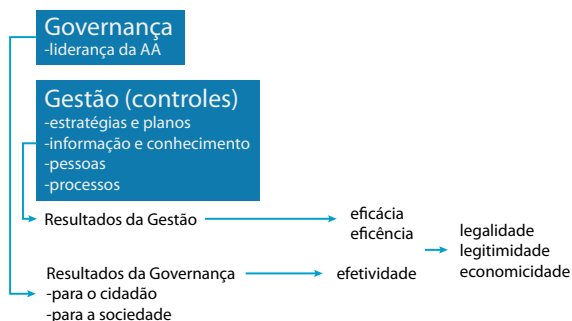 Governança
-liderança da AA
Gestão (controles)
-estratégias e planos
-informação e conhecimento
-pessoas
-processos
Resultados da Gestão
eficácia
eficência
legalidade
legitimidade
economicidade
Resultados da Governança
-para o cidadão
-para a sociedade
efetividade